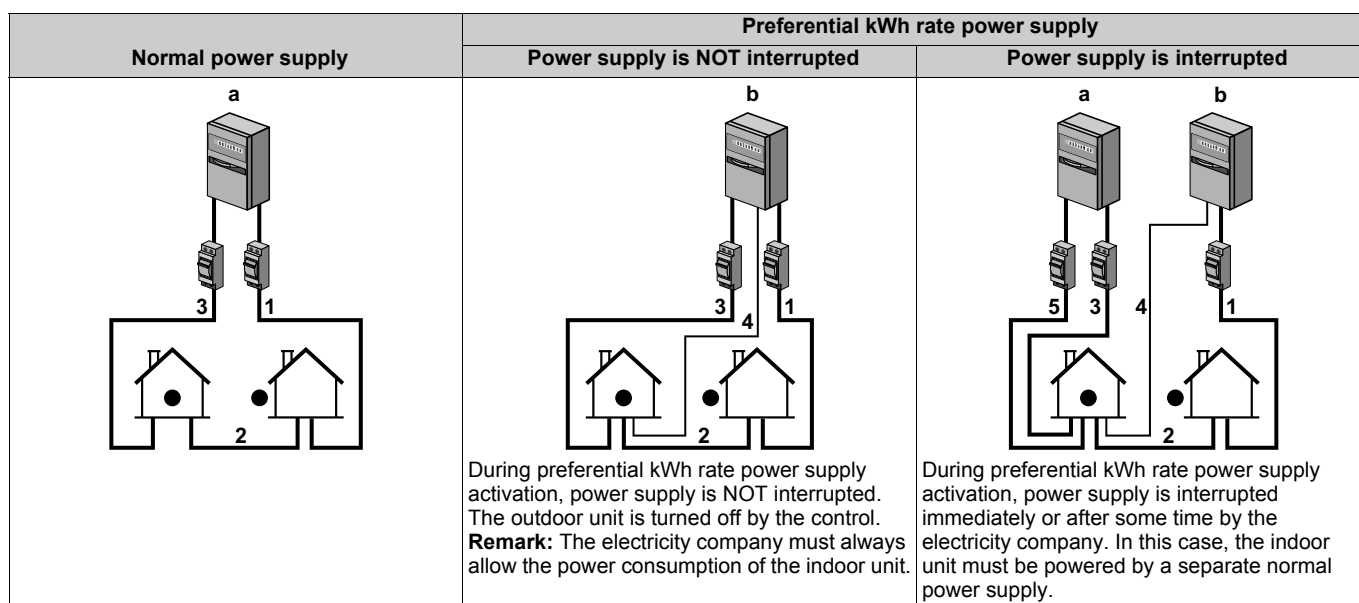 Preferential kWh rate power supply
Normal power supply
Power supply is NOT interrupted
Power supply is interrupted
a
3
1
2
b
3
4
1
2
During preferential kWh rate power supply
activation, power supply is NOT interrupted.
The outdoor unit is turned off by the control.
Remark: The electricity company must always
allow the power consumption of the indoor unit.
a
b
5
3
4
1
2
During preferential kWh rate power supply
activation, power supply is interrupted
immediately or after some time by the
electricity company. In this case, the indoor
unit must be powered by a separate normal
power supply.